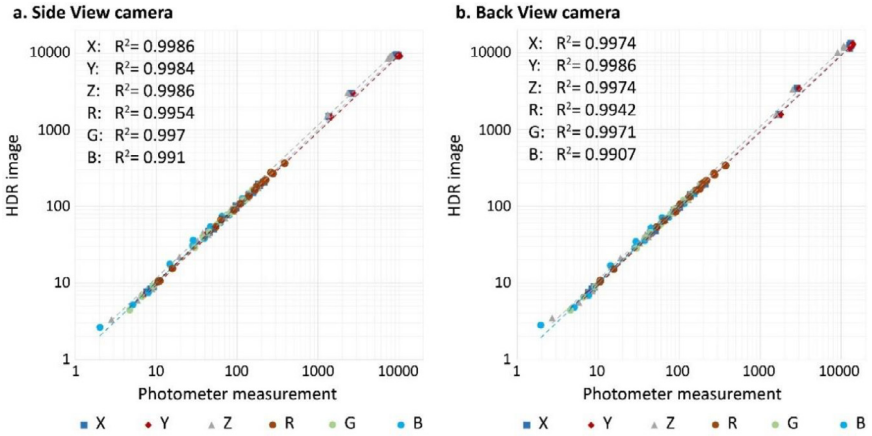 a. Side View camera
X: R²= 0.9986
Y: R²= 0.9984
Z: R²= 0.9986
R: R²= 0.9954
G: R²= 0.997
B: R²= 0.991
HDR image
10000
1000
100
10
1
1 10 100 1000 10000
Photometer measurement
X Y Z R G B
b. Back View camera
X: R²= 0.9974
Y: R²= 0.9986
Z: R²= 0.9974
R: R²= 0.9942
G: R²= 0.9971
B: R²= 0.9907
HDR image
10000
1000
100
10
1
1 10 100 1000 10000
Photometer measurement
X Y Z R G B